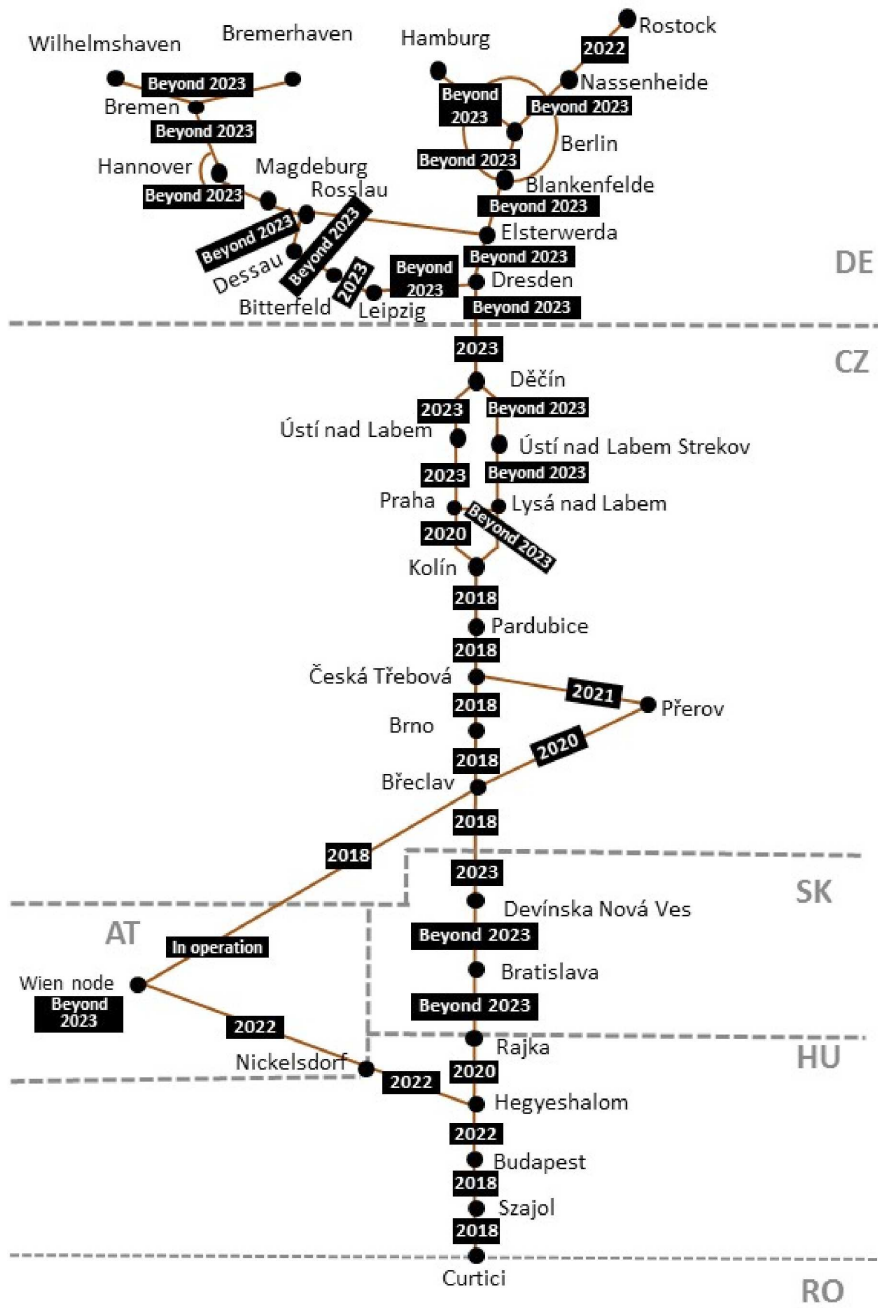 Rostock
Bremerhaven
Hamburg
Wilhelmshaven
2022
Beyond 2023
Nassenheide
Beyond
2023
Beyond 2023
Bremen
Beyond 2023
Berlin
Hannover
Magdeburg
Beyond 2023
Rosslau
Blankenfelde
Beyond 2023
Beyond 2023
Beyond 2023
Beyond 2023
Elsterwerda
Beyond 2023
DE
Dessau
Beyond
2023
2023
Dresden
Bitterfeld
Leipzig
Beyond 2023
2023
CZ
Děčín
2023
Beyond 2023
Ústí nad Labem
Ústí nad Labem Strekov
2023
Beyond 2023
Praha
Lysá nad Labem
2020
Beyond 2023
Kolín
2018
Pardubice
2018
Česká Třebová
2021
2018
Přerov
Brno
2020
2018
Břeclav
2018
2018
2023
SK
Devínska Nová Ves
AT
Beyond 2023
In operation
Bratislava
Wien node
Beyond
2023
Beyond 2023
2022
Rajka
HU
Nickelsdorf
2020
2022
Hegyeshalom
2022
Budapest
2018
Szajol
2018
Curtici
RO